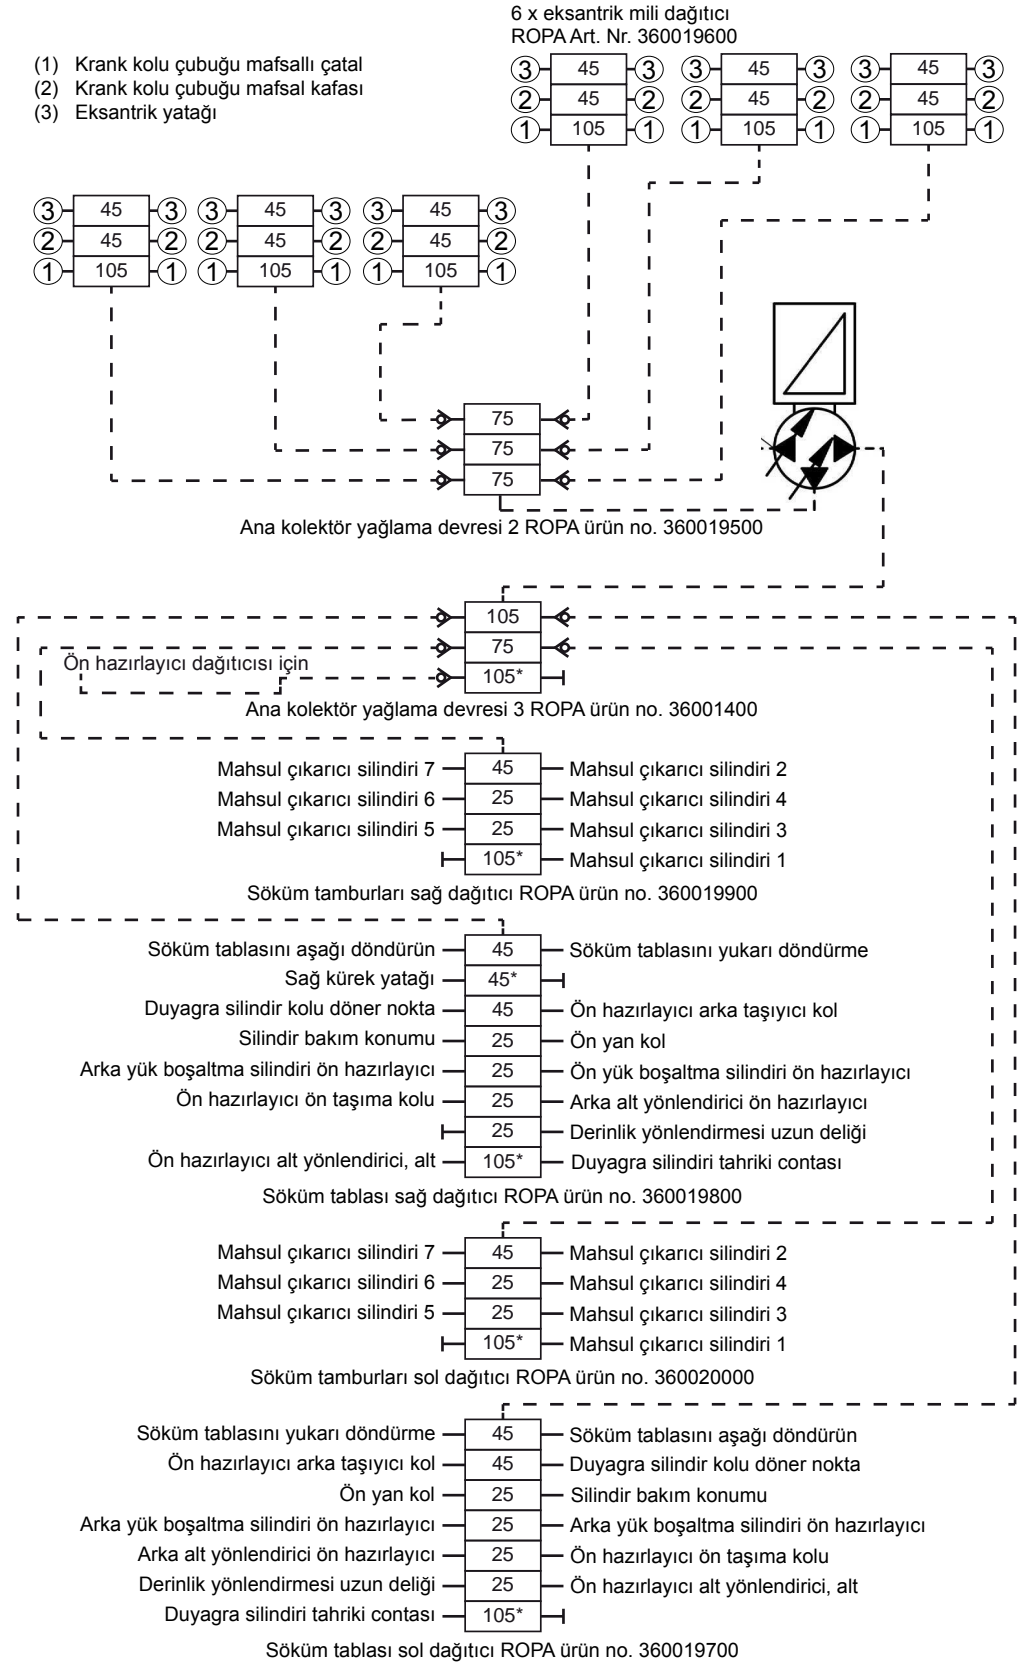 6 x eksantrik mili dağıtıcı
ROPA Art. Nr. 360019600
(1) Krank kolu çubuğu mafsallı çatal
(2) Krank kolu çubuğu mafsal kafası
(3) Eksantrik yatağı
3 45 3 3 45 3 3 45 3
2 45 2 2 45 2 2 45 2
1 105 1 1 105 1 1 105 1
3 45 3 3 45 3 3 45 3
2 45 2 2 45 2 2 45 2
1 105 1 1 105 1 1 105 1
75
75
75
Ana kolektör yağlama devresi 2 ROPA ürün no. 360019500
105
75
Ön hazırlayıcı dağıtıcısı için
105*
Ana kolektör yağlama devresi 3 ROPA ürün no. 36001400
Mahsul çıkarıcı silindiri 7 45 Mahsul çıkarıcı silindiri 2
Mahsul çıkarıcı silindiri 6 25 Mahsul çıkarıcı silindiri 4
Mahsul çıkarıcı silindiri 5 25 Mahsul çıkarıcı silindiri 3
105* Mahsul çıkarıcı silindiri 1
Söküm tamburları sağ dağıtıcı ROPA ürün no. 360019900
Söküm tablasını aşağı döndürün 45 Söküm tablasını yukarı döndürme
Sağ kürek yatağı 45*
Duyagra silindir kolu döner nokta 45 Ön hazırlayıcı arka taşıyıcı kol
Silindir bakım konumu 25 Ön yan kol
Arka yük boşaltma silindiri ön hazırlayıcı 25 Ön yük boşaltma silindiri ön hazırlayıcı
Ön hazırlayıcı ön taşıma kolu 25 Arka alt yönlendirici ön hazırlayıcı
25 Derinlik yönlendirmesi uzun deliği
Ön hazırlayıcı alt yönlendirici, alt 105* Duyagra silindiri tahriki contası
Söküm tablası sağ dağıtıcı ROPA ürün no. 360019800
Mahsul çıkarıcı silindiri 7 45 Mahsul çıkarıcı silindiri 2
Mahsul çıkarıcı silindiri 6 25 Mahsul çıkarıcı silindiri 4
Mahsul çıkarıcı silindiri 5 25 Mahsul çıkarıcı silindiri 3
105* Mahsul çıkarıcı silindiri 1
Söküm tamburları sol dağıtıcı ROPA ürün no. 360020000
Söküm tablasını yukarı döndürme 45 Söküm tablasını aşağı döndürün
Ön hazırlayıcı arka taşıyıcı kol 45 Duyagra silindir kolu döner nokta
Ön yan kol 25 Silindir bakım konumu
Arka yük boşaltma silindiri ön hazırlayıcı 25 Arka yük boşaltma silindiri ön hazırlayıcı
Arka alt yönlendirici ön hazırlayıcı 25 Ön hazırlayıcı ön taşıma kolu
Derinlik yönlendirmesi uzun deliği 25 Ön hazırlayıcı alt yönlendirici, alt
Duyagra silindiri tahriki contası 105*
Söküm tablası sol dağıtıcı ROPA ürün no. 360019700